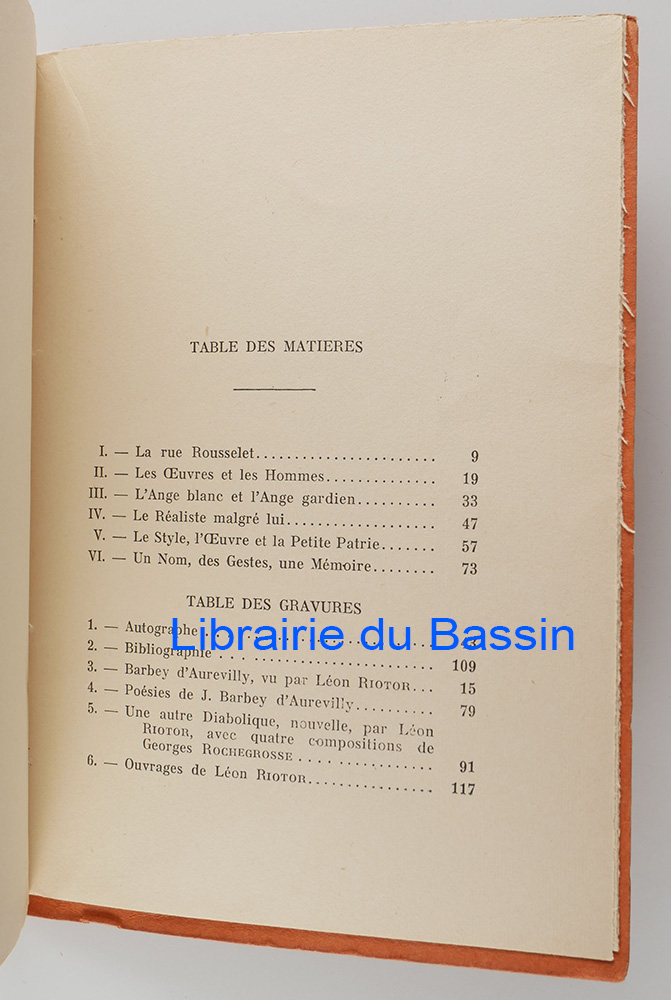 TABLE DES MATIERES
I. — La rue Rousselet........................ 9
II. — Les Œuvres et les Hommes............... 19
III. — L'Ange blanc et l'Ange gardien.......... 33
IV. — Le Réaliste malgré lui.................... 47
V. — Le Style, l'Œuvre et la Petite Patrie....... 57
VI. — Un Nom, des Gestes, une Mémoire........ 73
TABLE DES GRAVURES
1. — Autographe
Librairie du Bassin
2. — Bibliographie ............................ 109
3. — Barbey d'Aurevilly, vu par Léon RIOTOR... 15
4. — Poésies de J. Barbey d'Aurevilly........... 79
5. — Une autre Diabolique, nouvelle, par Léon
RIOTOR, avec quatre compositions de
Georges ROCHEGROSSE .................. 91
6. — Ouvrages de Léon RIOTOR................. 117